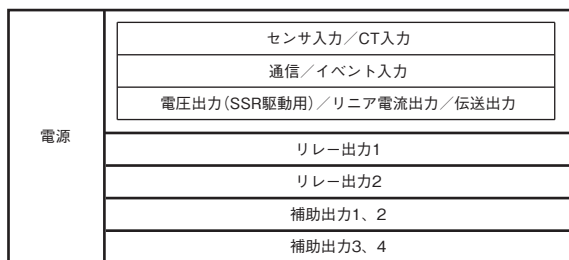 電源
センサ入力／CT入力
通信／イベント入力
電圧出力（SSR駆動用）／リニア電流出力／伝送出力
リレー出力1
リレー出力2
補助出力1、2
補助出力3、4